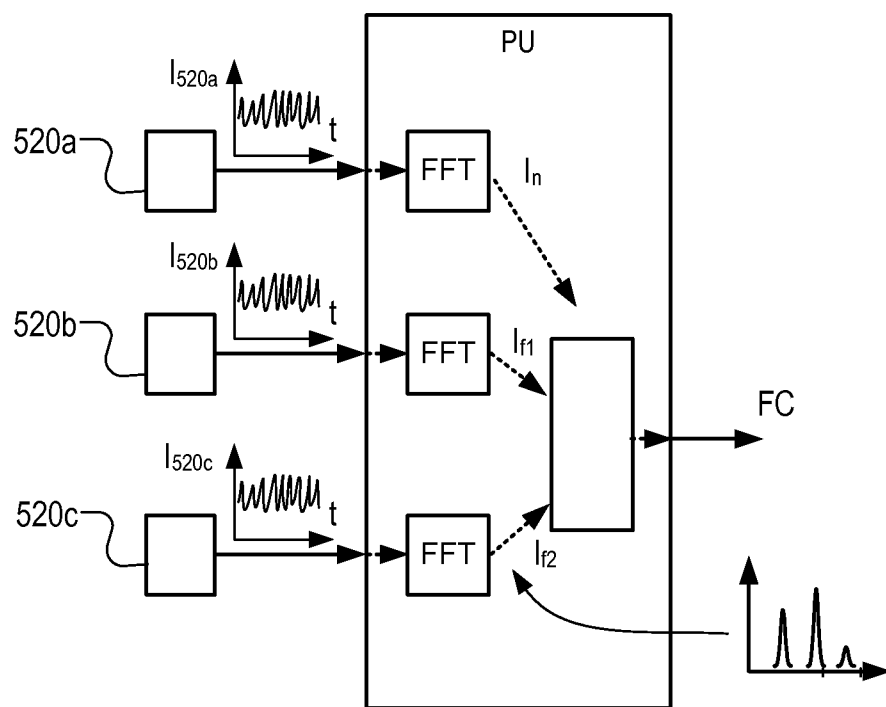 PU
I520a
520a
t
FFT
In
I520b
520b
t
FFT
If1
FC
I520c
520c
t
FFT
If2